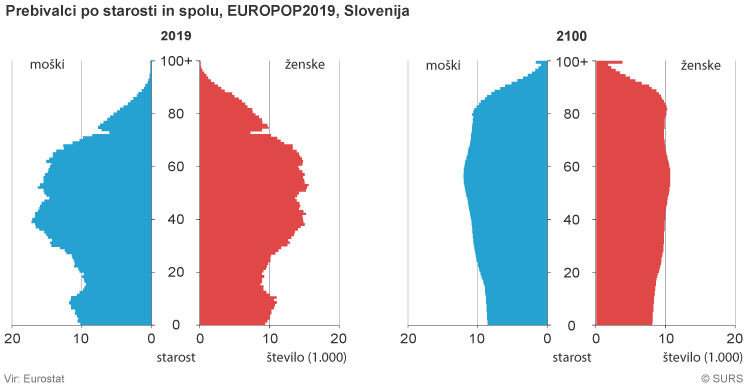 Prebivalci po starosti in spolu, EUROPOP2019, Slovenija
2019
2100
moški 100+ ženske
moški 100+ ženske
80
80
60
60
40
40
20
20
0
0
20 10 0 0 10 20
20 10 0 0 10 20
starost število (1.000)
starost število (1.000)
Vir: Eurostat
© SURS